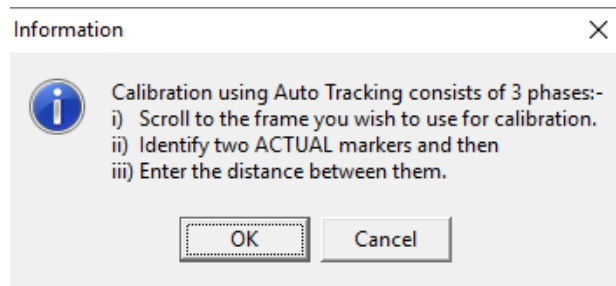 Information
Calibration using Auto Tracking consists of 3 phases:-
i) Scroll to the frame you wish to use for calibration.
ii) Identify two ACTUAL markers and then
iii) Enter the distance between them.
OK Cancel